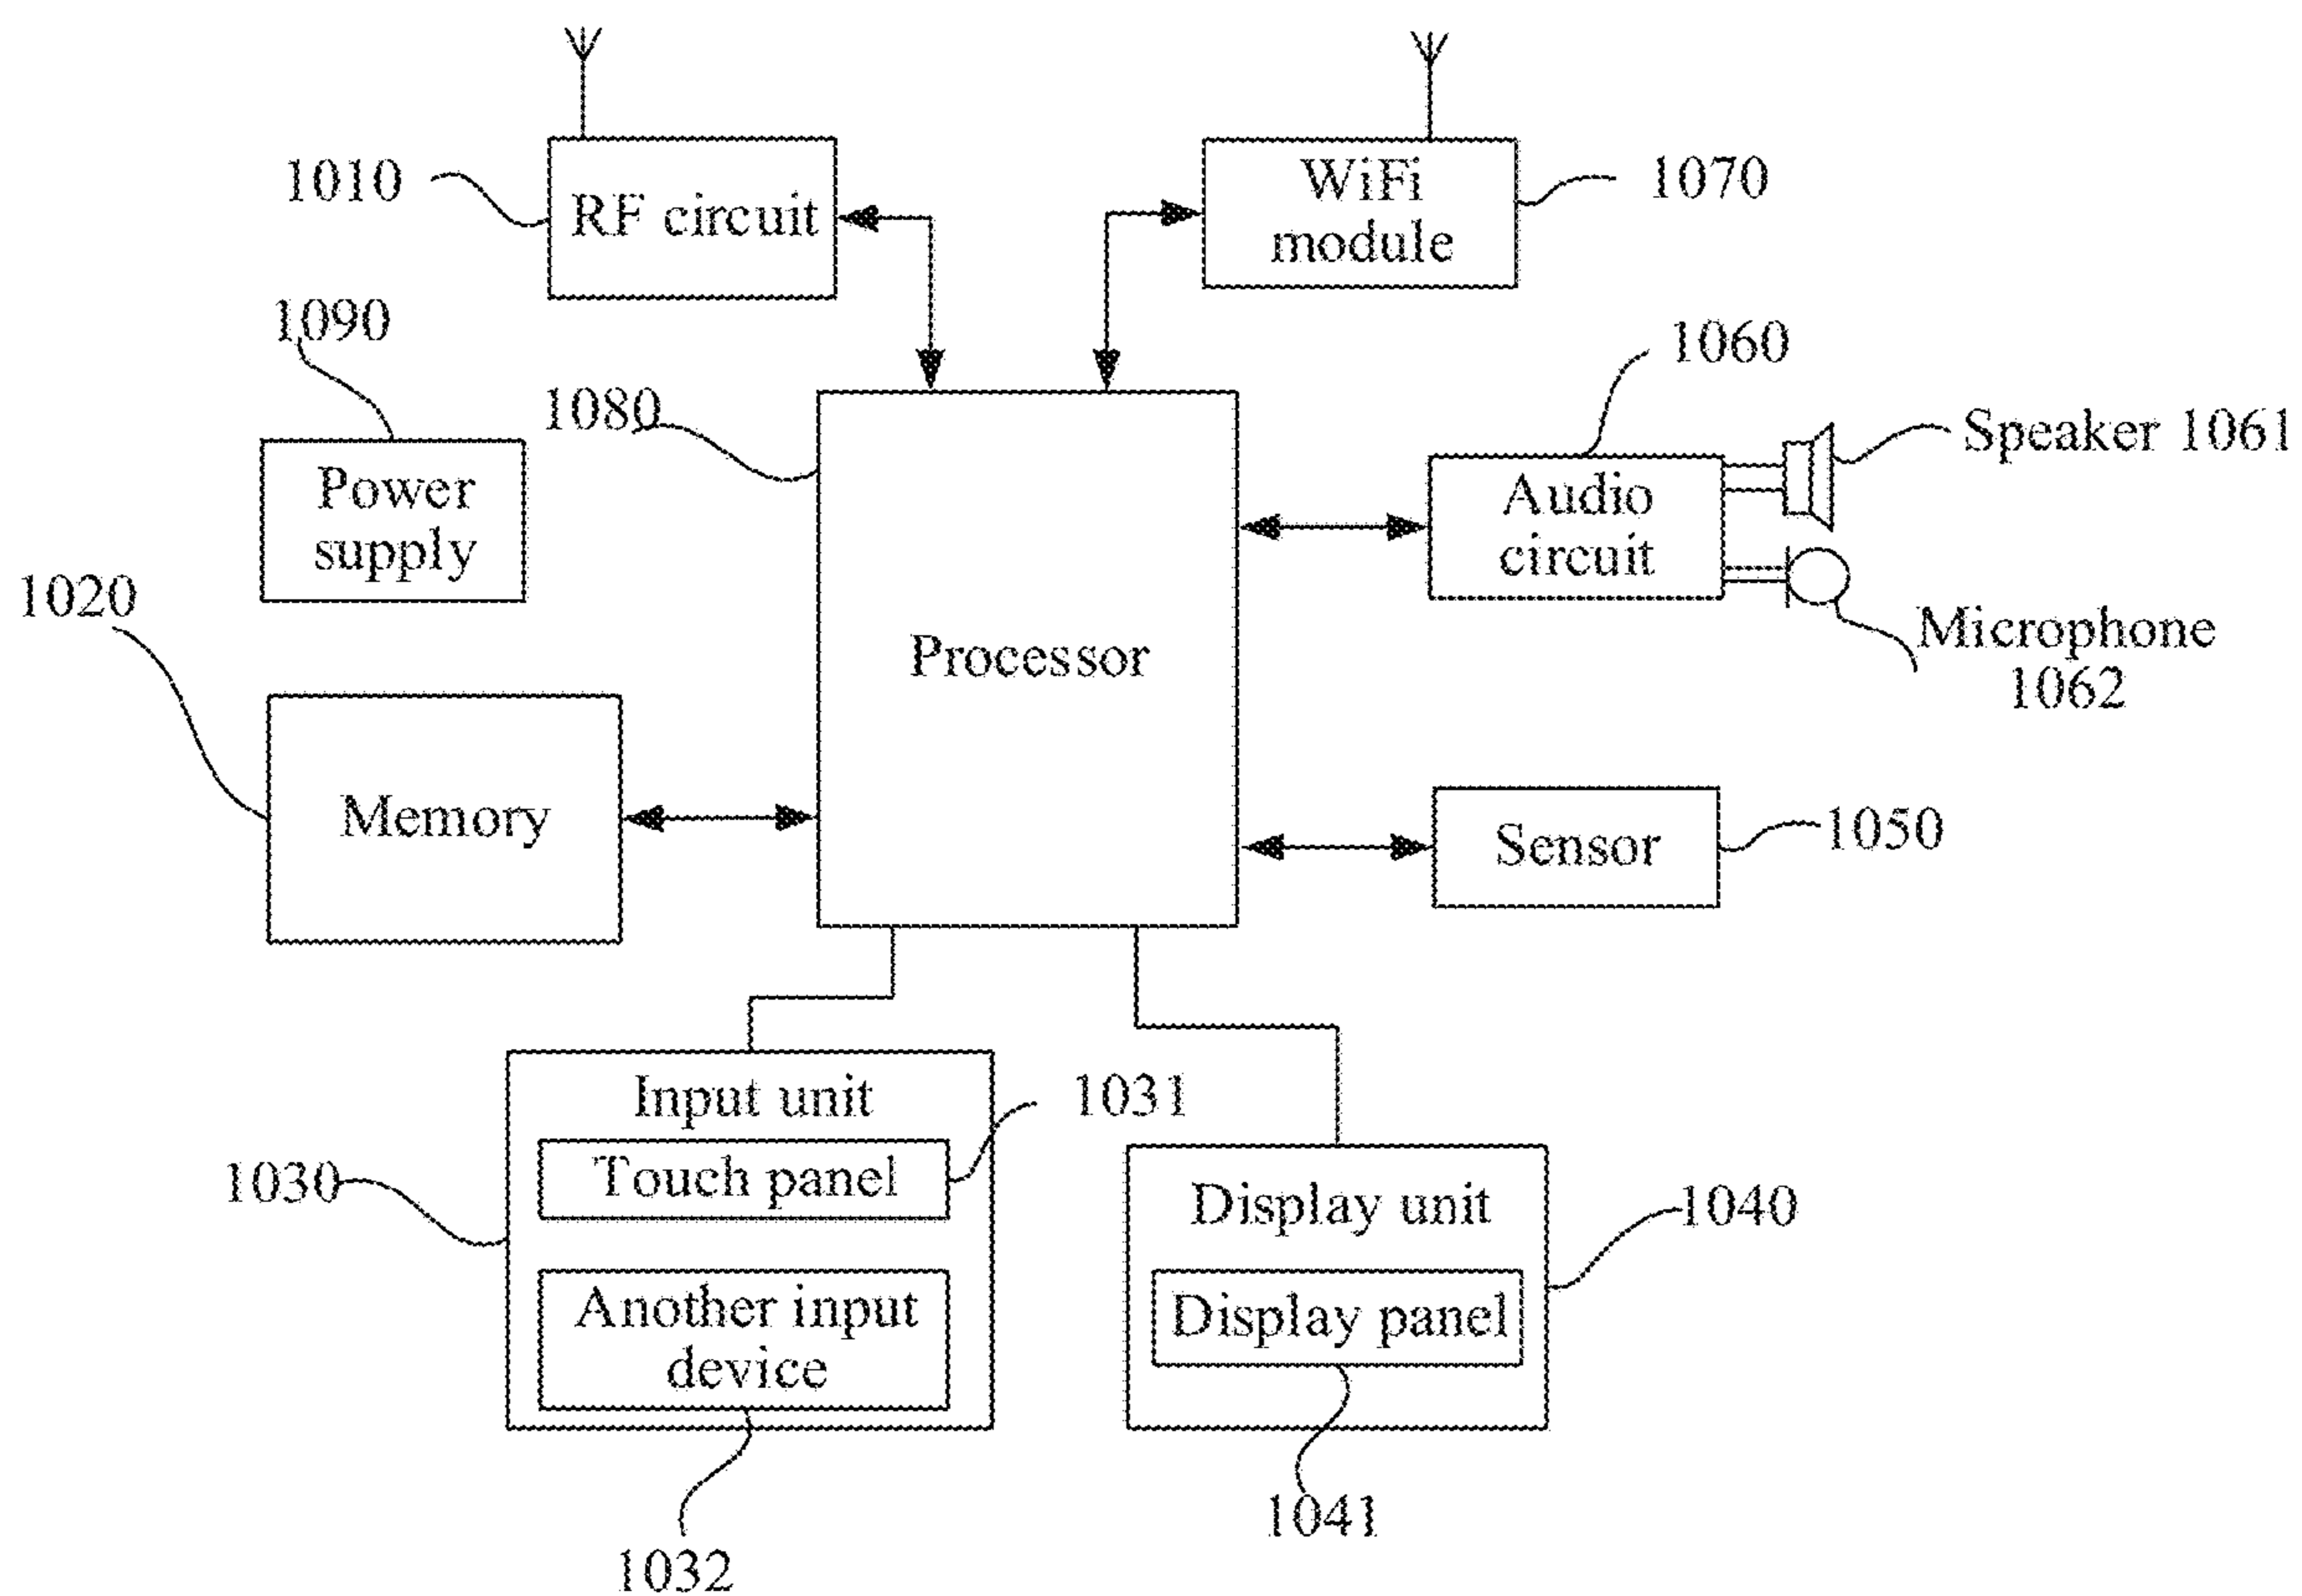 1010
RF circuit
WiFi
module
1070
1090
1080
1060
Speaker 1061
Power
supply
Audio
circuit
1020
Processor
Microphone
1062
Memory
Sensor
1050
Input unit
1031
1030
Touch panel
Display unit
1040
Another input
device
Display panel
1041
1032